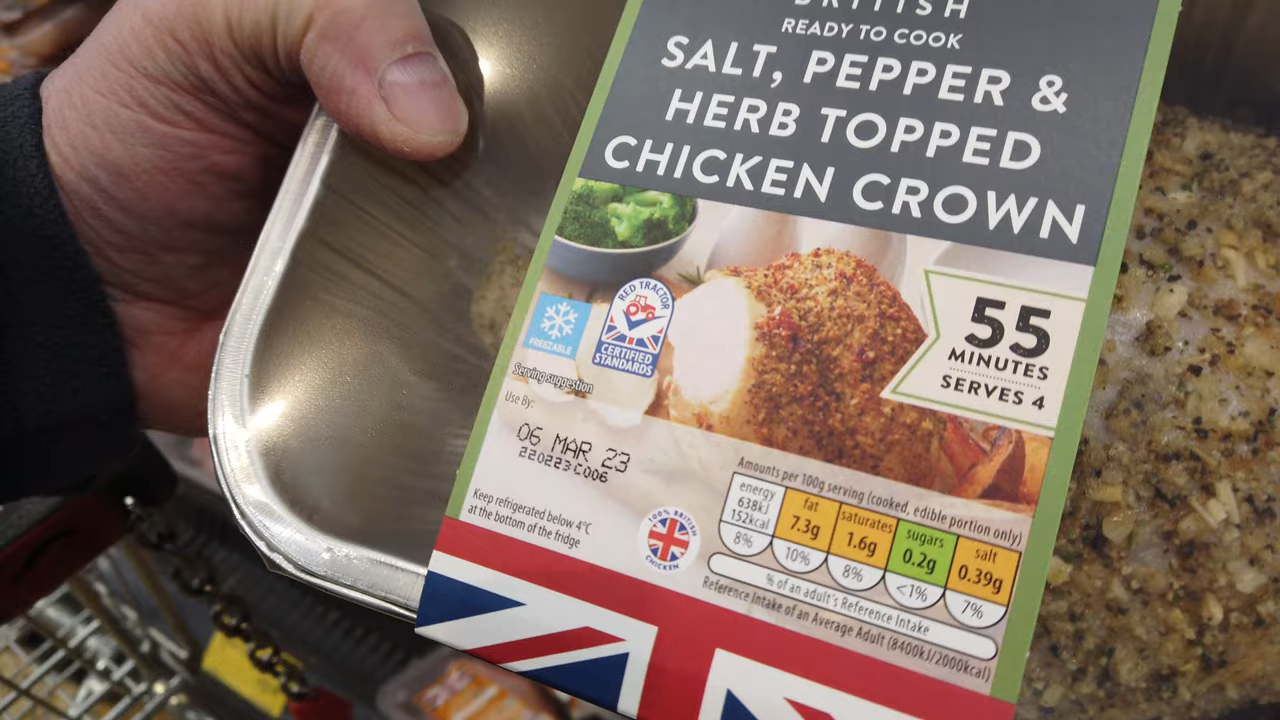 BRITISH
READY TO COOK
SALT, PEPPER &
HERB TOPPED
CHICKEN CROWN
55
MINUTES
SERVES 4
FREEZABLE
RED TRACTOR
CERTIFIED
STANDARDS
Serving suggestion
Use By:
06 MAR 23
220223 C006
Keep refrigerated below 4°C
at the bottom of the fridge
100% BRITISH
CHICKEN
Amounts per 100g serving (cooked, edible portion only)
energy
638kJ
152kcal
8%
fat
7.3g
10%
saturates
1.6g
8%
sugars
0.2g
<1%
salt
0.39g
7%
% of an adult's Reference Intake
Reference Intake of an Average Adult (8400kJ/2000kcal)